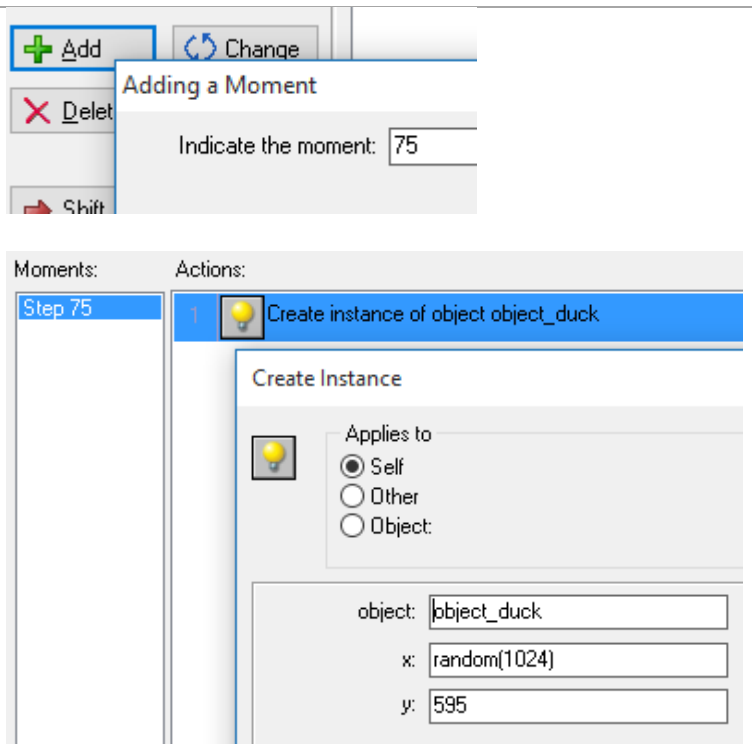 Add
Change
Adding a Moment
Delet
Indicate the moment: 75
Shift
Moments:
Actions:
Step 75
1 Create instance of object object_duck
Create Instance
Applies to
Self
Other
Object:
object: object_duck
x: random(1024)
y: 595